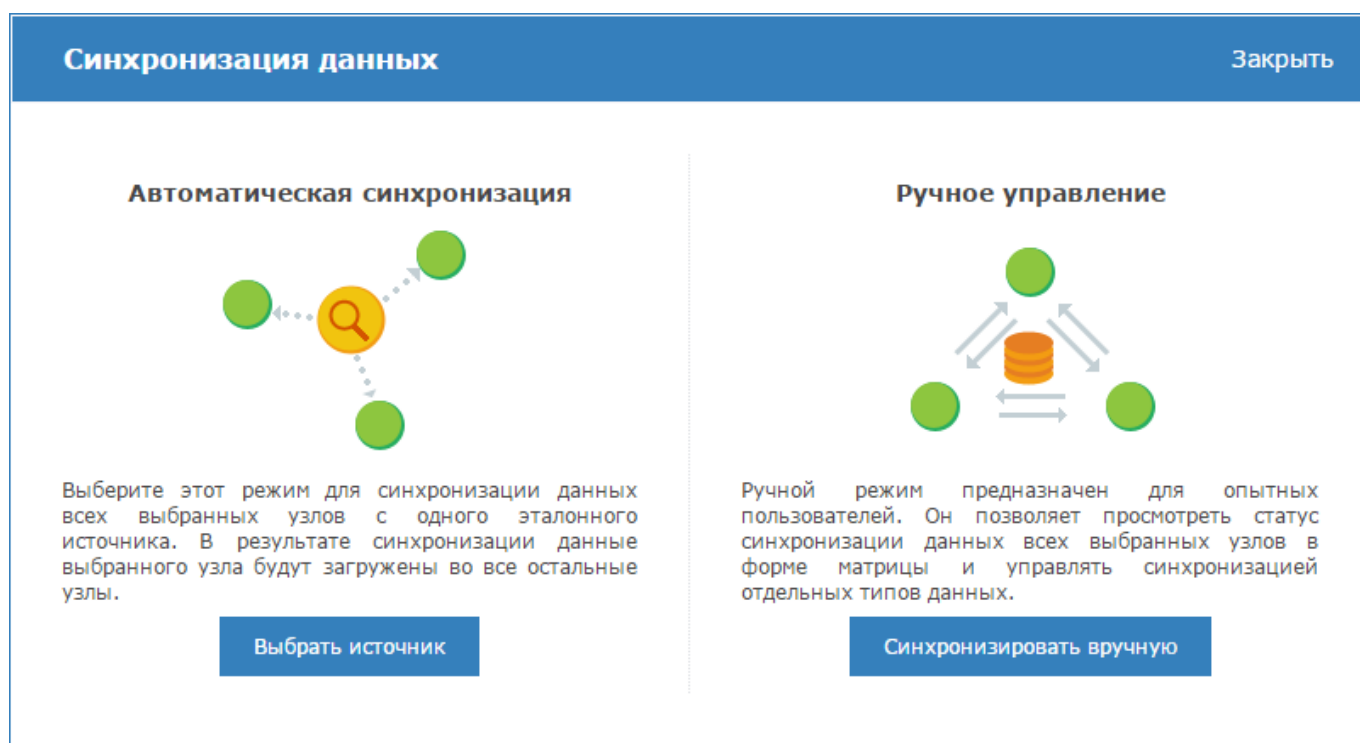 Синхронизация данных
Закрыть
Автоматическая синхронизация
Выберите этот режим для синхронизации данных
всех выбранных узлов с одного эталонного
источника. В результате синхронизации данные
выбранного узла будут загружены во все остальные
узлы.
Выбрать источник
Ручное управление
Ручной режим предназначен для опытных
пользователей. Он позволяет просмотреть статус
синхронизации данных всех выбранных узлов в
форме матрицы и управлять синхронизацией
отдельных типов данных.
Синхронизировать вручную